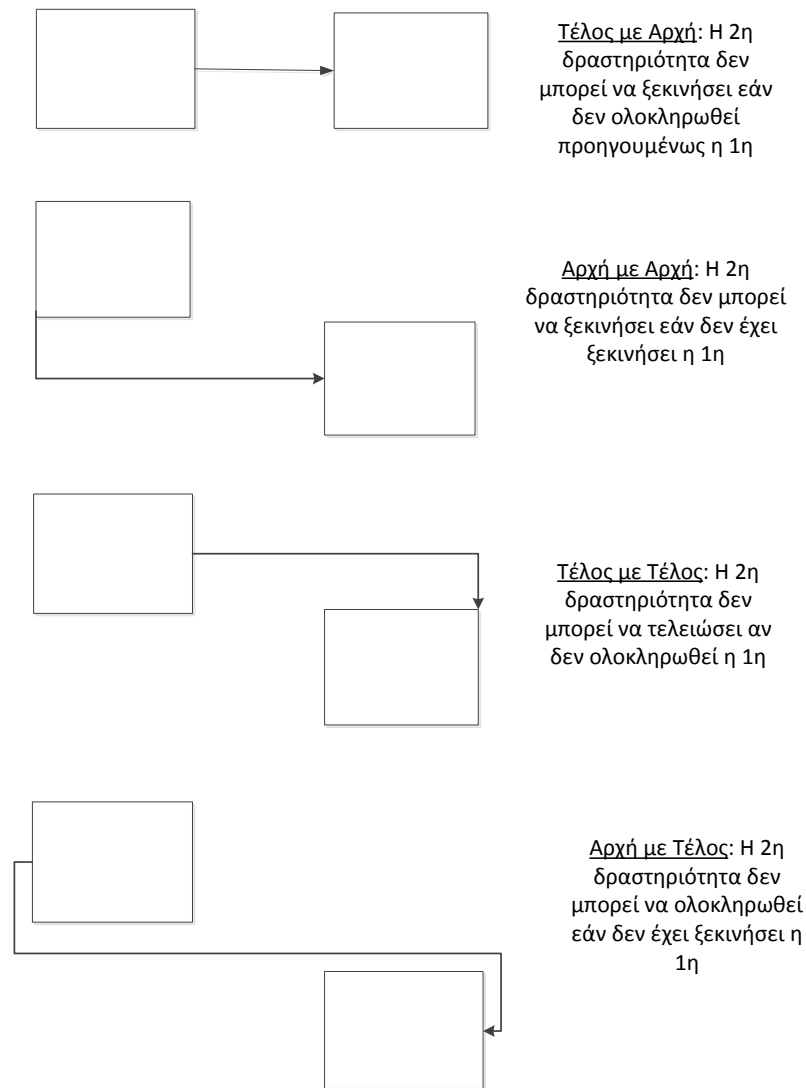 Τέλος με Αρχή: Η 2η
δραστηριότητα δεν
μπορεί να ξεκινήσει εάν
δεν ολοκληρωθεί
προηγουμένως η 1η
Αρχή με Αρχή: Η 2η
δραστηριότητα δεν μπορεί
να ξεκινήσει εάν δεν έχει
ξεκινήσει η 1η
Τέλος με Τέλος: Η 2η
δραστηριότητα δεν
μπορεί να τελειώσει αν
δεν ολοκληρωθεί η 1η
Αρχή με Τέλος: Η 2η
δραστηριότητα δεν
μπορεί να ολοκληρωθεί
εάν δεν έχει ξεκινήσει η
1η